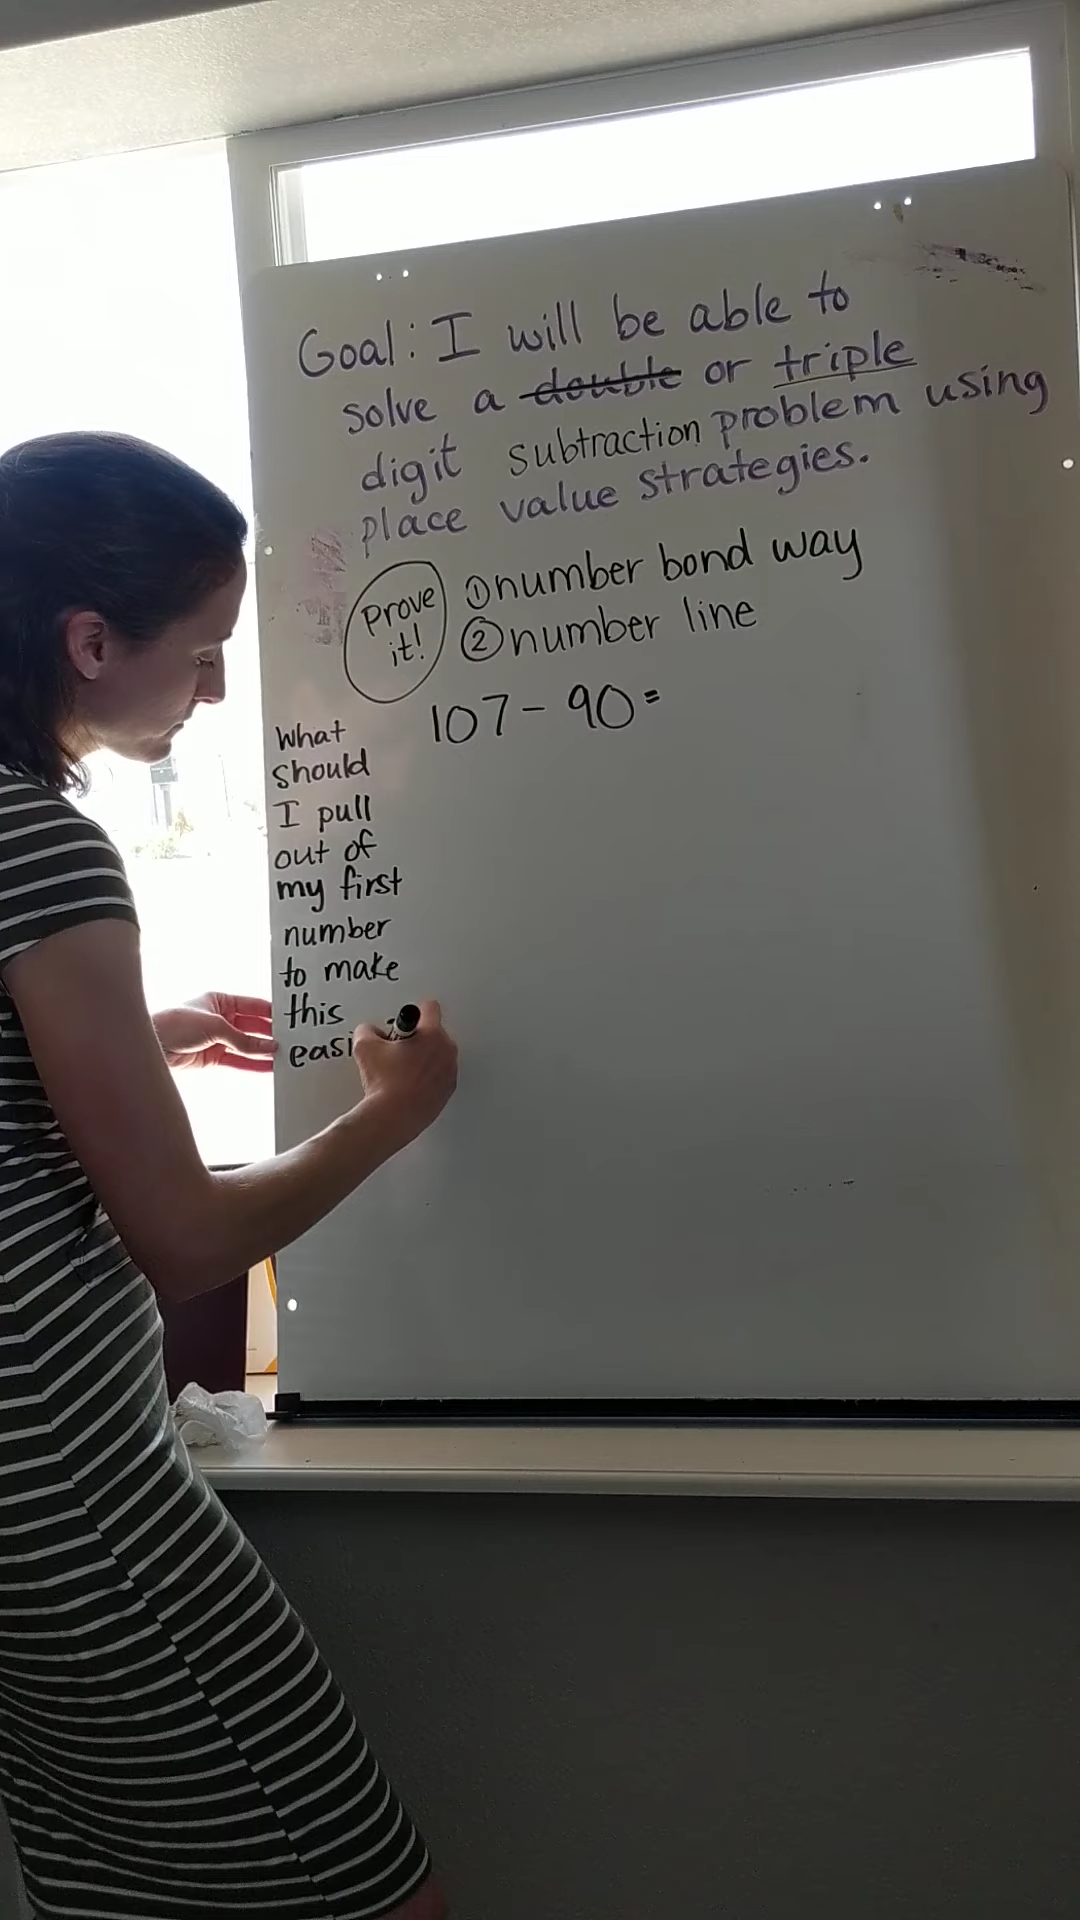 Goal: I will be able to
solve a double or triple
digit subtraction problem using
place value strategies.
Prove it!
① number bond way
② number line
107 - 90 =
What
should
I pull
out of
my first
number
to make
this